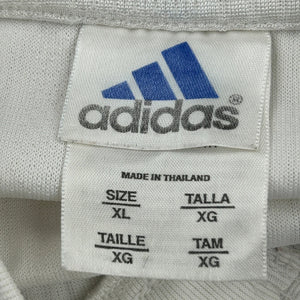 adidas®
MADE IN THAILAND
SIZE TALLA
XL XG
TAILLE TAM
XG XG